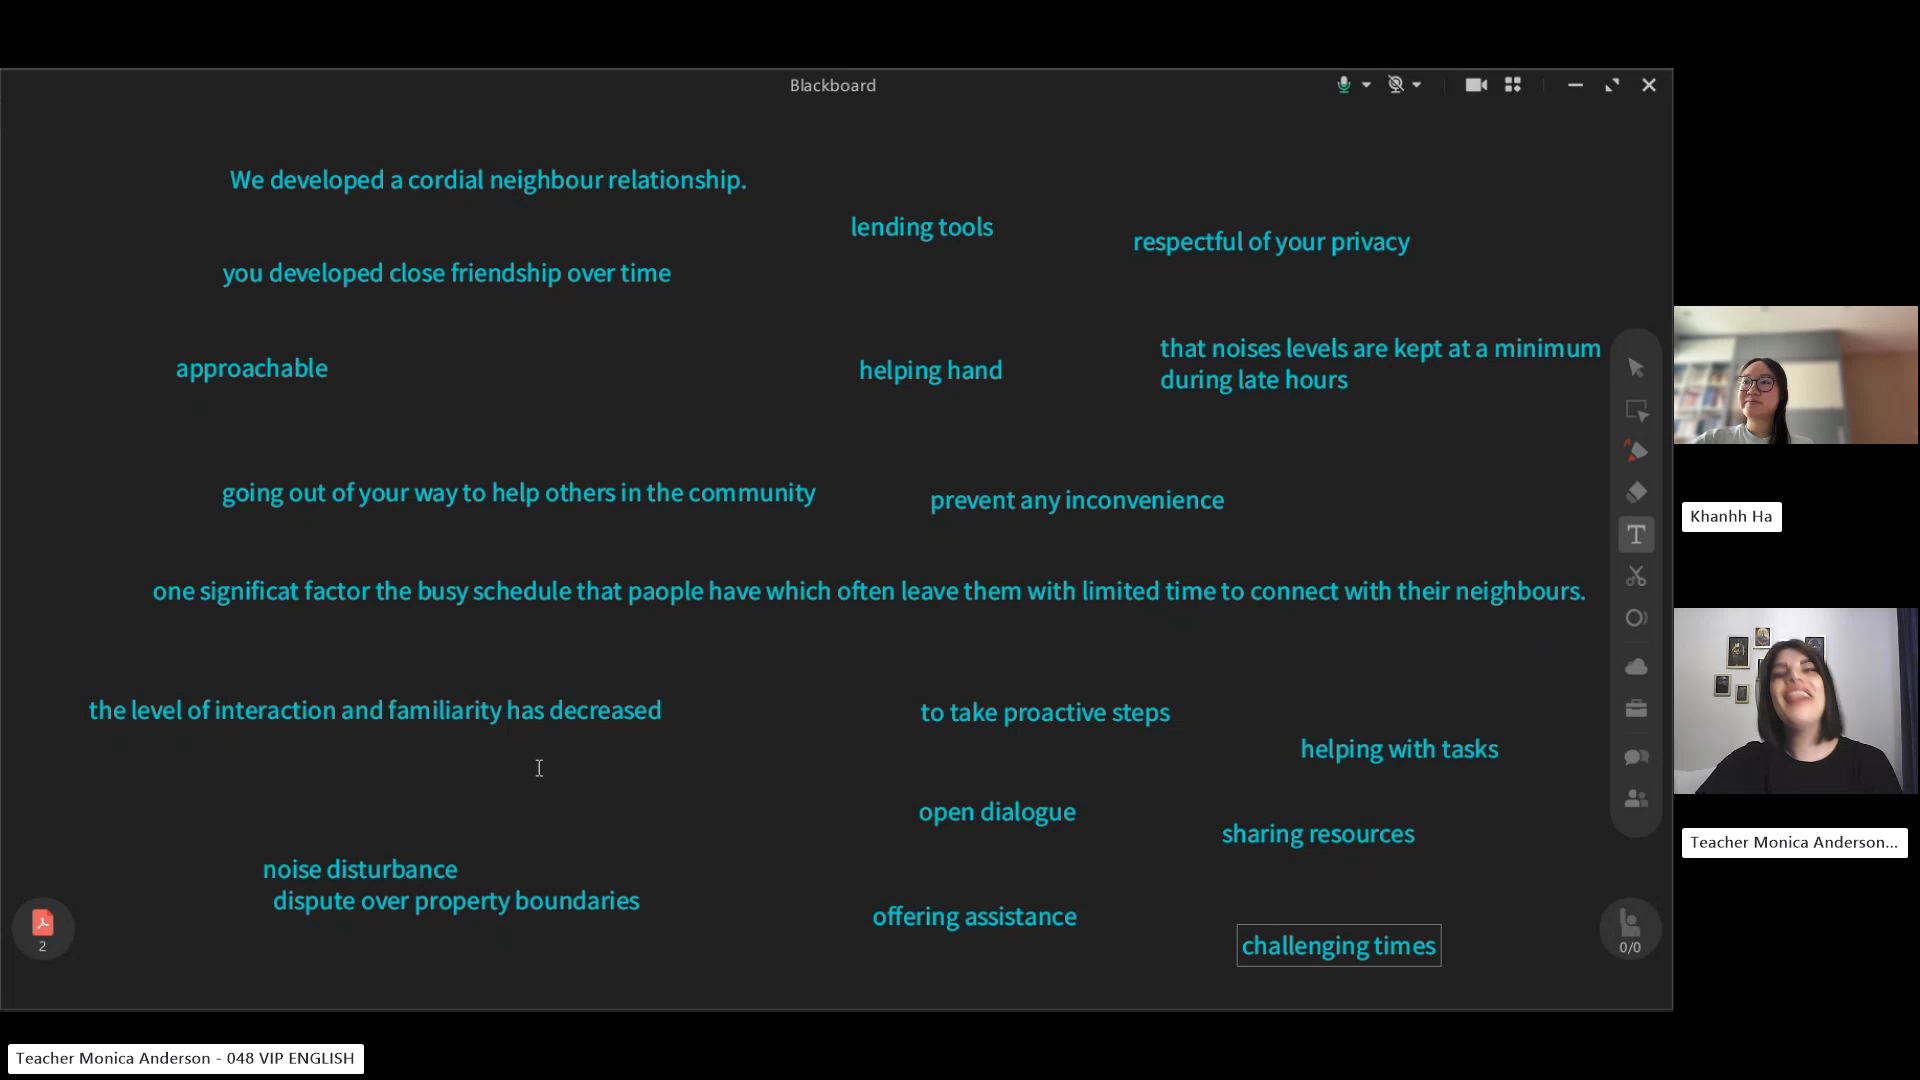 Blackboard
We developed a cordial neighbour relationship.
lending tools
respectful of your privacy
you developed close friendship over time
that noises levels are kept at a minimum
during late hours
approachable
helping hand
going out of your way to help others in the community
prevent any inconvenience
Khanhh Ha
one significat factor the busy schedule that paople have which often leave them with limited time to connect with their neighbours.
the level of interaction and familiarity has decreased
to take proactive steps
helping with tasks
open dialogue
sharing resources
Teacher Monica Anderson...
noise disturbance
dispute over property boundaries
offering assistance
challenging times
2
0/0
Teacher Monica Anderson - 048 VIP ENGLISH